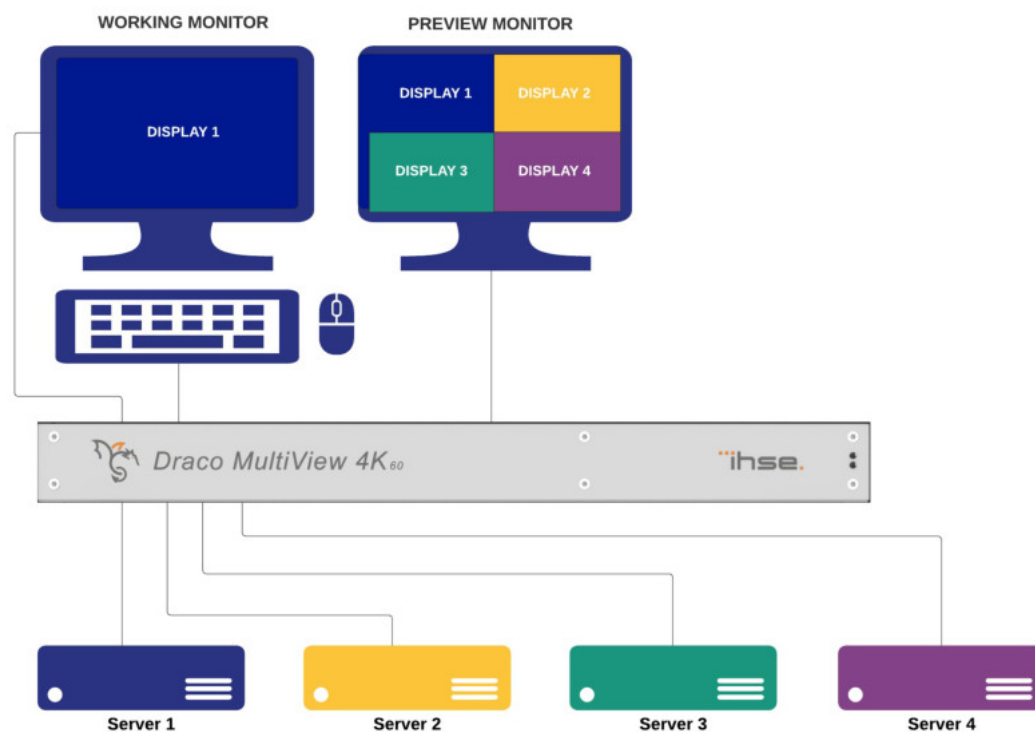 WORKING MONITOR
PREVIEW MONITOR
DISPLAY 1
DISPLAY 1
DISPLAY 2
DISPLAY 3
DISPLAY 4
Draco MultiView 4K60
ihse.
Server 1
Server 2
Server 3
Server 4